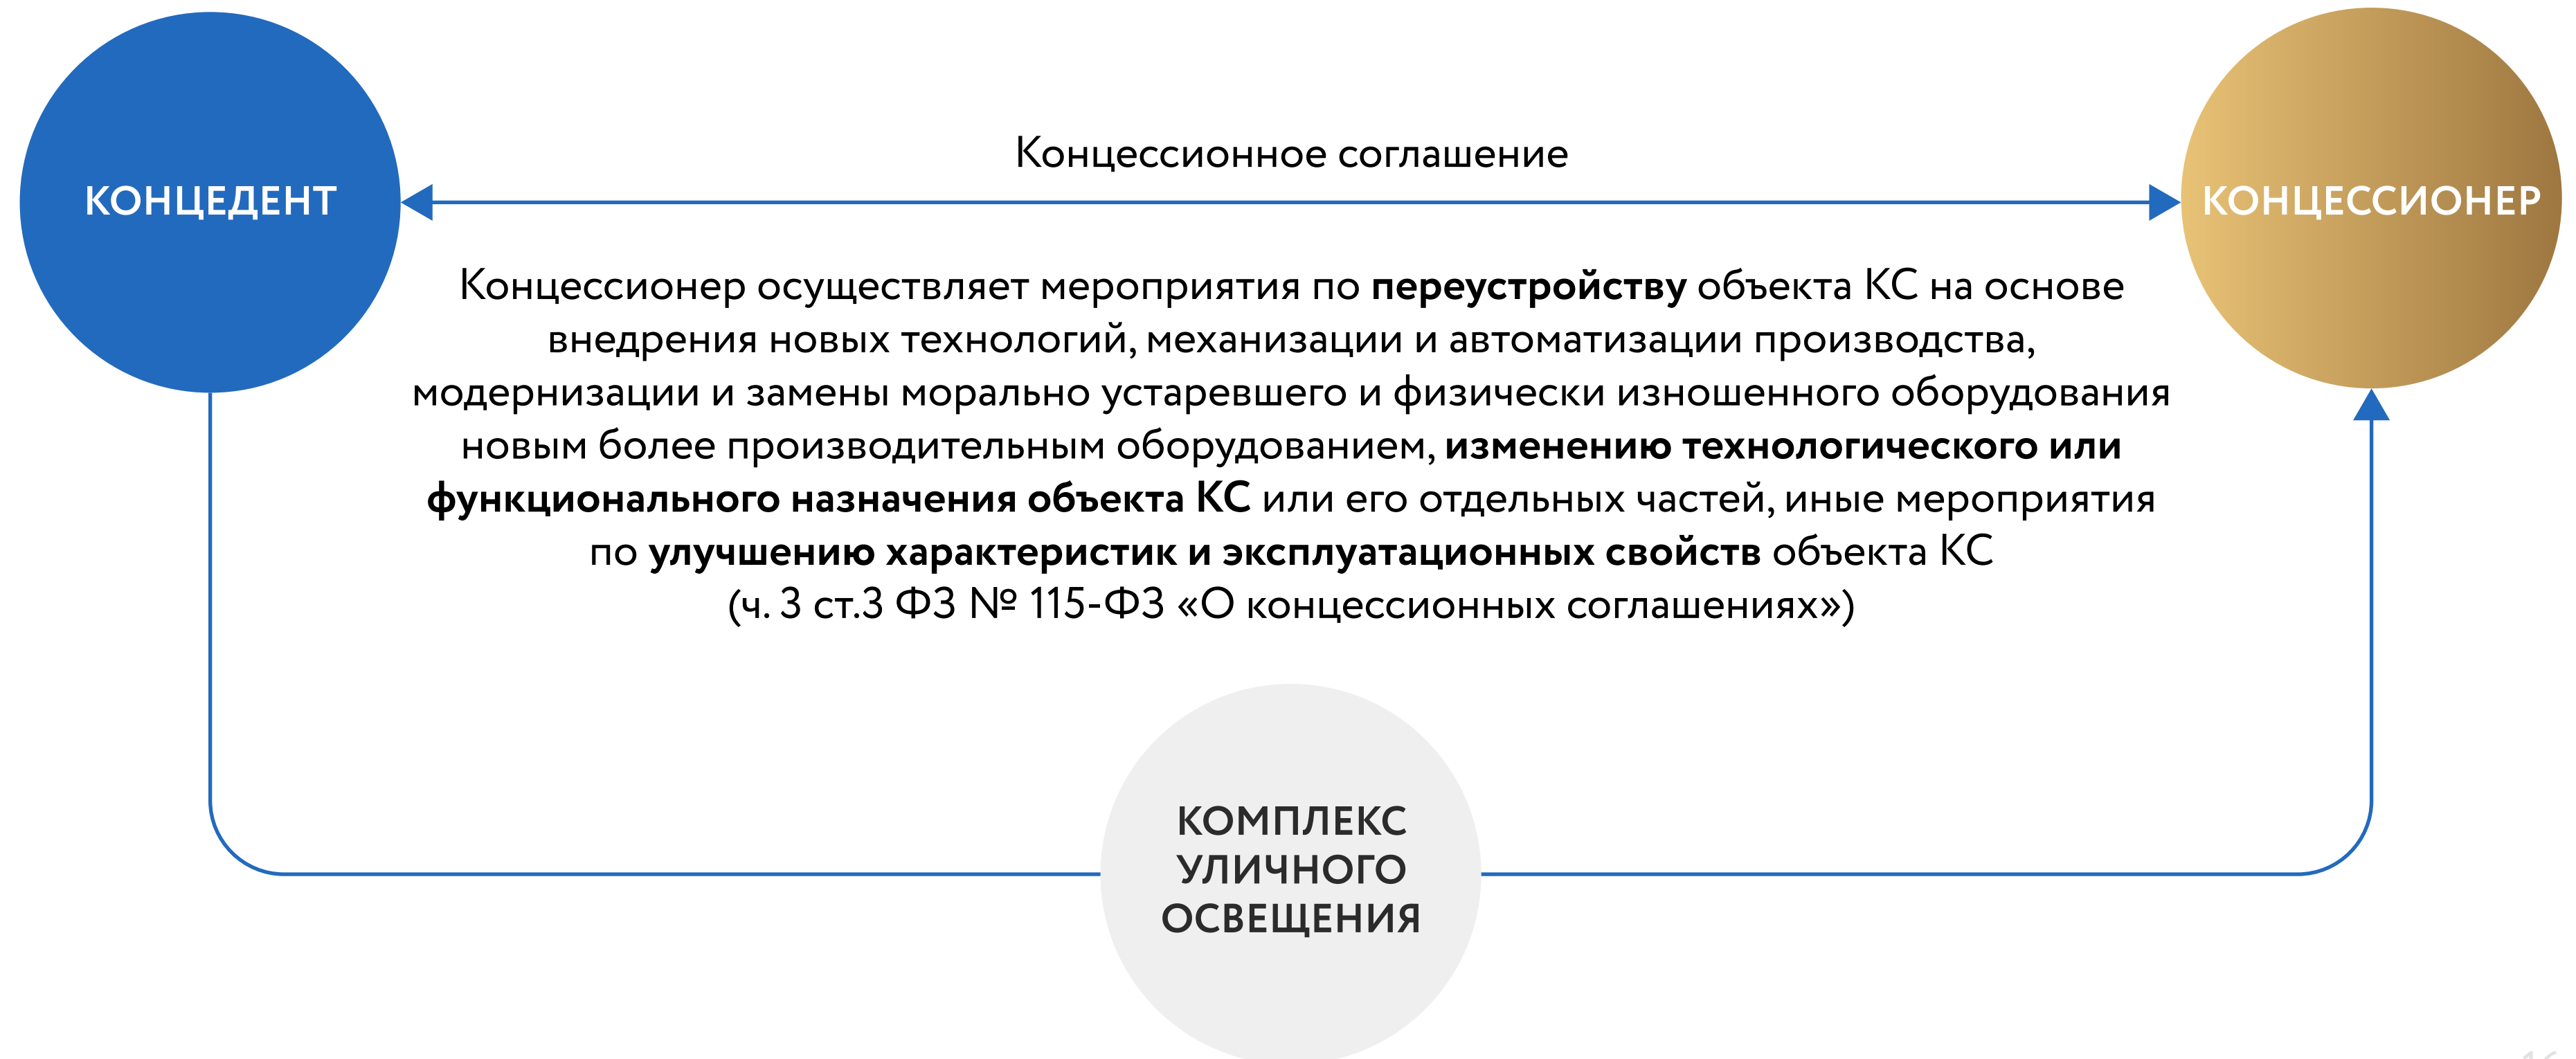 Концессионное соглашение
КОНЦЕДЕНТ
КОНЦЕССИОНЕР
Концессионер осуществляет мероприятия по переустройству объекта КС на основе
внедрения новых технологий, механизации и автоматизации производства,
модернизации и замены морально устаревшего и физически изношенного оборудования
новым более производительным оборудованием, изменению технологического или
функционального назначения объекта КС или его отдельных частей, иные мероприятия
по улучшению характеристик и эксплуатационных свойств объекта КС
(ч. 3 ст.3 ФЗ № 115-ФЗ «О концессионных соглашениях»)
КОМПЛЕКС
УЛИЧНОГО
ОСВЕЩЕНИЯ